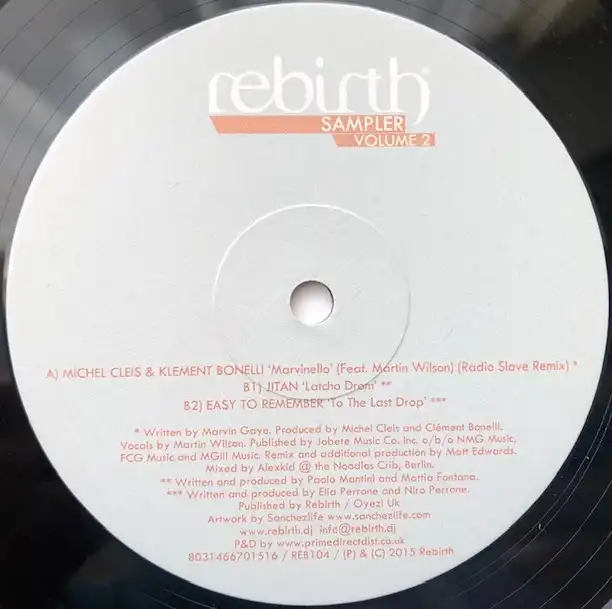 rebirth
SAMPLER
VOLUME 2
A) MICHEL CLEIS & KLEMENT BONELLI 'Marvinello' (Feat. Martin Wilson) (Radio Slave Remix) *
B1) JITAN 'Latcho Drom' **
B2) EASY TO REMEMBER 'To The Last Drop' ***
* Written by Marvin Gaye. Produced by Michel Cleis and Clément Bonelli.
Vocals by Martin Wilson. Published by Jobete Music Co. Inc. o/b/o NMG Music,
FCG Music and MGill Music. Remix and additional production by Matt Edwards.
Mixed by Alexkid @ the Noodles Crib, Berlin.
** Written and produced by Paolo Mantini and Mattia Fontana.
*** Written and produced by Elia Perrone and Niro Perrone.
Published by Rebirth / Oyezi Uk
Artwork by Sanchezlife www.sanchezlife.com
www.rebirth.dj info@rebirth.dj
P&D by www.primedirectdist.co.uk
8031466701516 / REB104 / (P) & (C) 2015 Rebirth